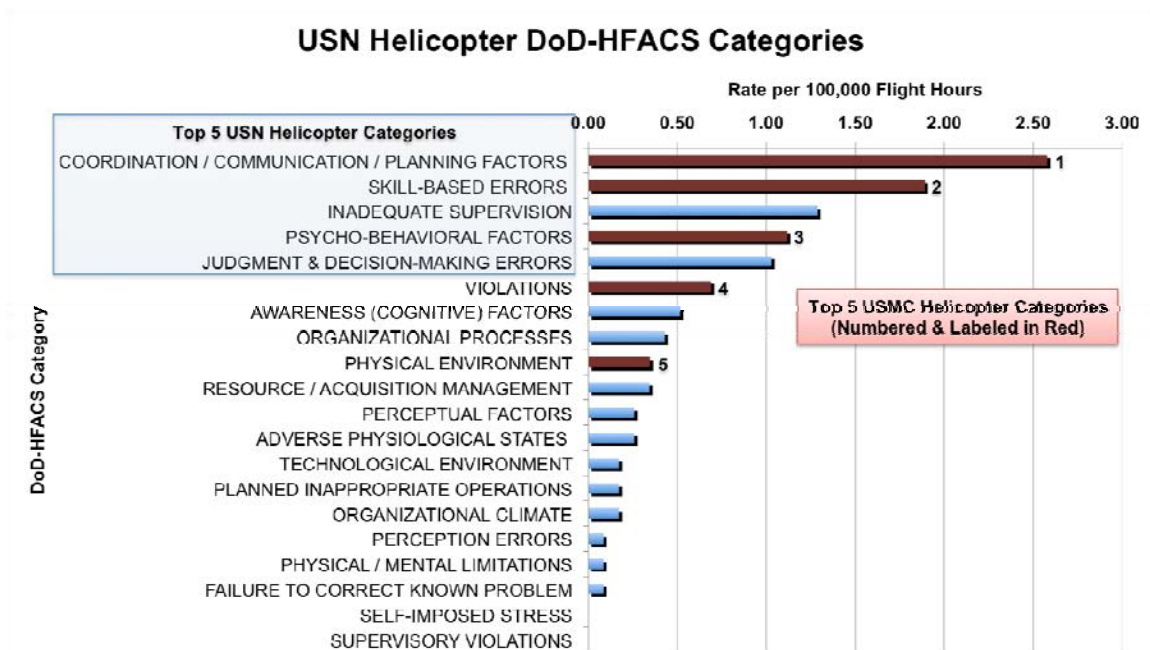 USN Helicopter DoD-HFACS Categories
Rate per 100,000 Flight Hours
0.00 0.50 1.00 1.50 2.00 2.50 3.00
Top 5 USN Helicopter Categories
COORDINATION / COMMUNICATION / PLANNING FACTORS 1
SKILL-BASED ERRORS 2
INADEQUATE SUPERVISION
PSYCHO-BEHAVIORAL FACTORS 3
JUDGMENT & DECISION-MAKING ERRORS
VIOLATIONS 4
AWARENESS (COGNITIVE) FACTORS
Top 5 USMC Helicopter Categories
(Numbered & Labeled in Red)
ORGANIZATIONAL PROCESSES
PHYSICAL ENVIRONMENT 5
RESOURCE / ACQUISITION MANAGEMENT
PERCEPTUAL FACTORS
ADVERSE PHYSIOLOGICAL STATES
TECHNOLOGICAL ENVIRONMENT
PLANNED INAPPROPRIATE OPERATIONS
ORGANIZATIONAL CLIMATE
PERCEPTION ERRORS
PHYSICAL / MENTAL LIMITATIONS
FAILURE TO CORRECT KNOWN PROBLEM
SELF-IMPOSED STRESS
SUPERVISORY VIOLATIONS
DoD-HFACS Category